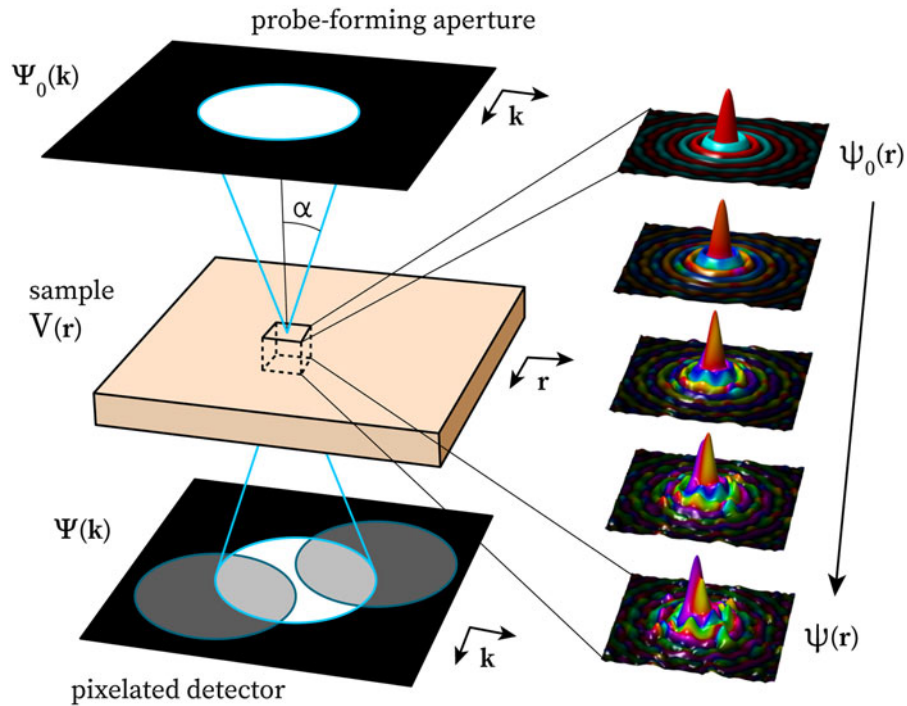 probe-forming aperture
Ψ₀(k)
k
ψ₀(r)
α
sample
V(r)
r
Ψ(k)
k
ψ(r)
pixelated detector